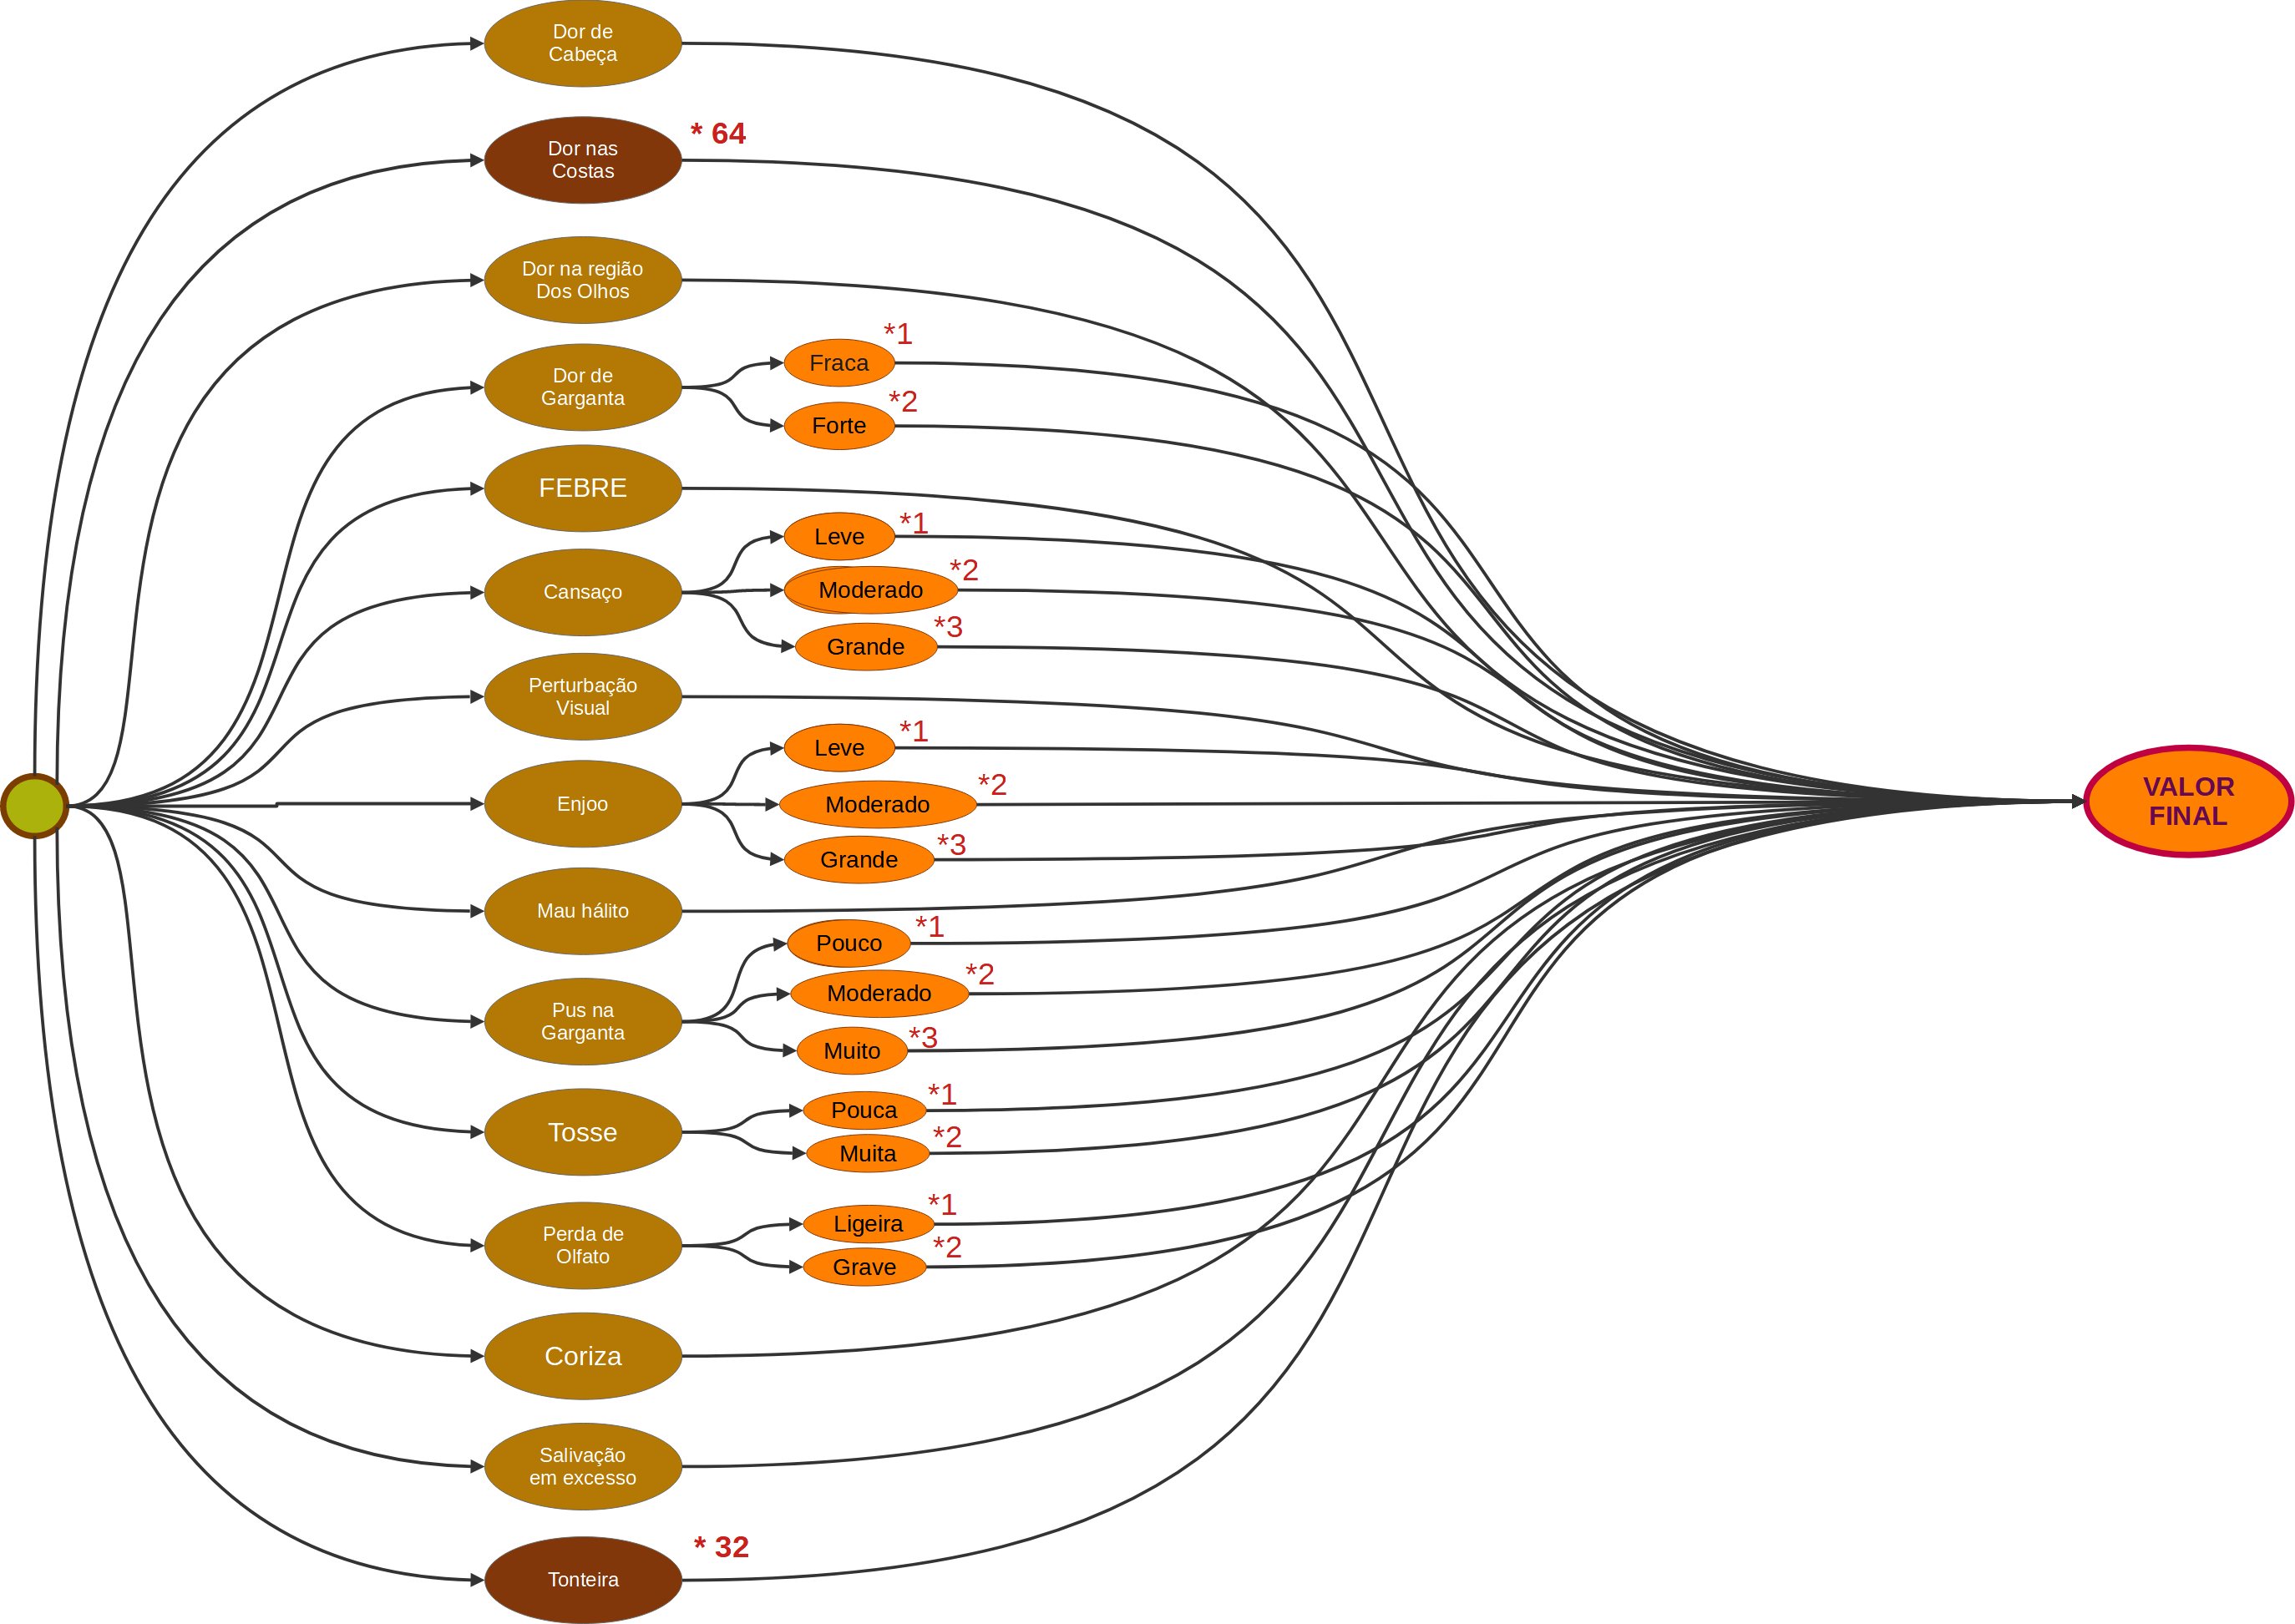 Dor de
Cabeça
* 64
Dor nas
Costas
Dor na região
Dos Olhos
*1
Fraca
Dor de
Garganta
*2
Forte
FEBRE
*1
Leve
*2
Moderado
Cansaço
*3
Grande
Perturbação
Visual
*1
Leve
*2
Moderado
Enjoo
*3
Grande
VALOR
FINAL
Mau hálito
*1
Pouco
*2
Moderado
Pus na
Garganta
*3
Muito
*1
Pouca
Tosse
*2
Muita
*1
Ligeira
Perda de
Olfato
*2
Grave
Coriza
Salivação
em excesso
* 32
Tonteira